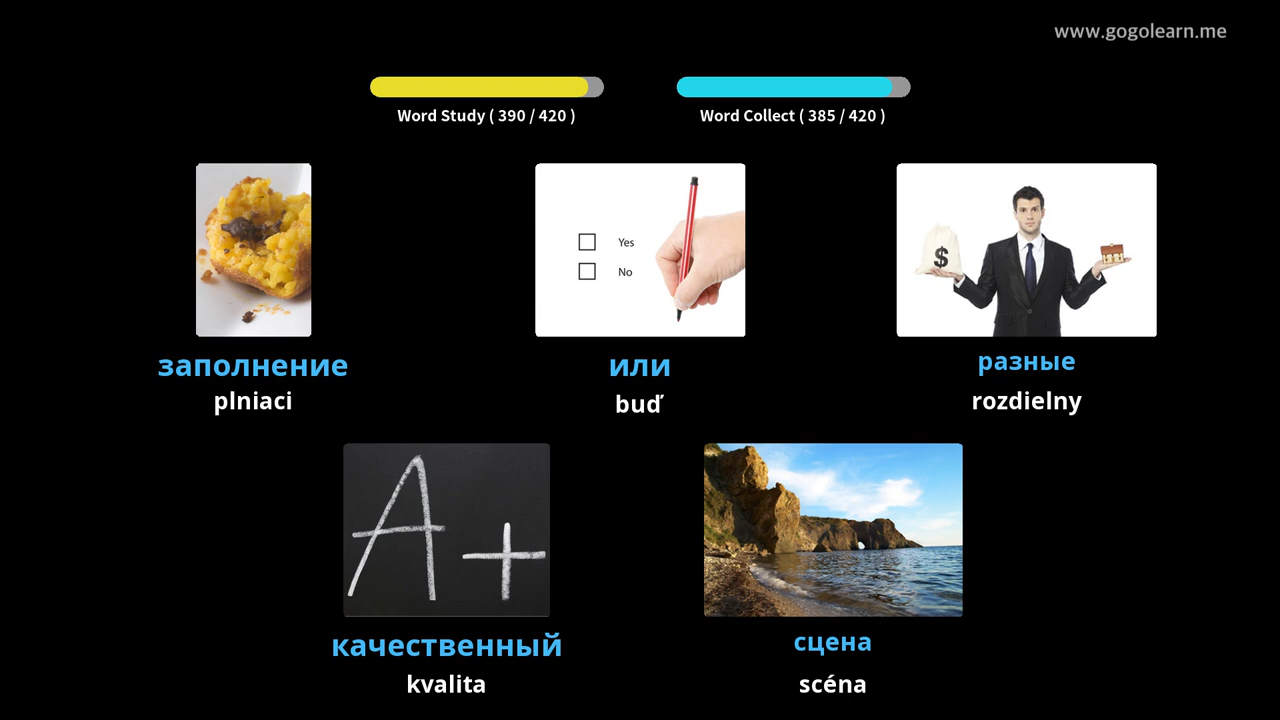 www.gogolearn.me
Word Study ( 390 / 420 )
Word Collect ( 385 / 420 )
Yes
No
$
заполнение
или
разные
plniaci
buď
rozdielny
A+
качественный
сцена
kvalita
scéna